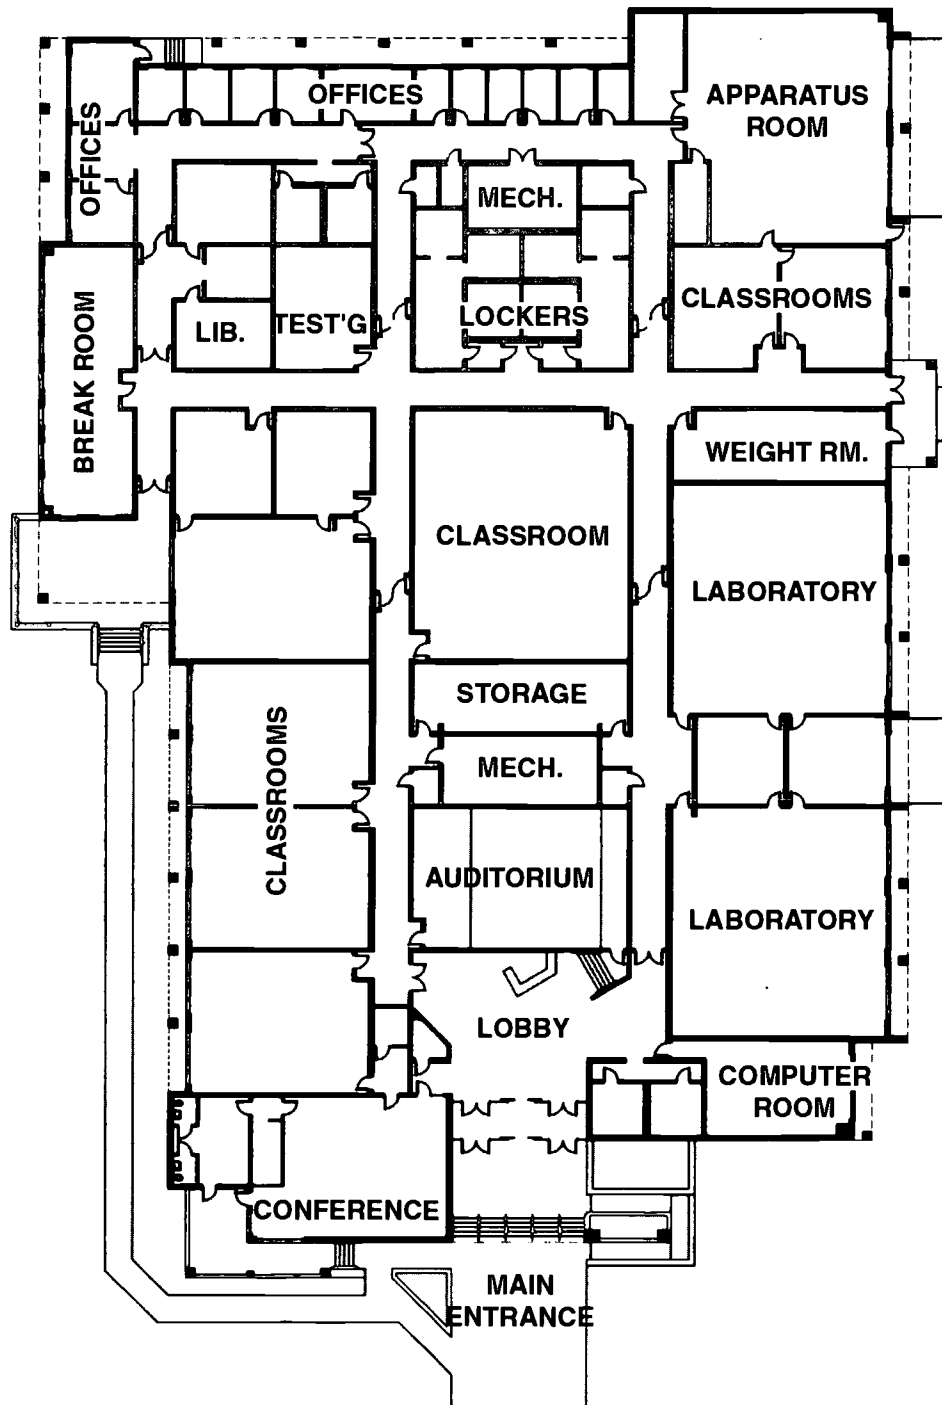 APPARATUS
ROOM
OFFICES
OFFICES
MECH.
CLASSROOMS
LOCKERS
TEST'G
LIB.
BREAK ROOM
WEIGHT RM.
CLASSROOM
LABORATORY
STORAGE
CLASSROOMS
MECH.
AUDITORIUM
LABORATORY
LOBBY
COMPUTER
ROOM
CONFERENCE
MAIN
ENTRANCE